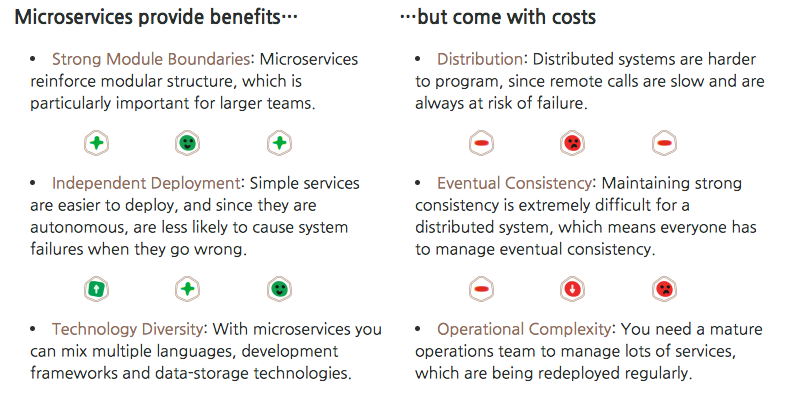 Microservices provide benefits…
• Strong Module Boundaries: Microservices
reinforce modular structure, which is
particularly important for larger teams.
• Independent Deployment: Simple services
are easier to deploy, and since they are
autonomous, are less likely to cause system
failures when they go wrong.
• Technology Diversity: With microservices you
can mix multiple languages, development
frameworks and data-storage technologies.
…but come with costs
• Distribution: Distributed systems are harder
to program, since remote calls are slow and are
always at risk of failure.
• Eventual Consistency: Maintaining strong
consistency is extremely difficult for a
distributed system, which means everyone has
to manage eventual consistency.
• Operational Complexity: You need a mature
operations team to manage lots of services,
which are being redeployed regularly.